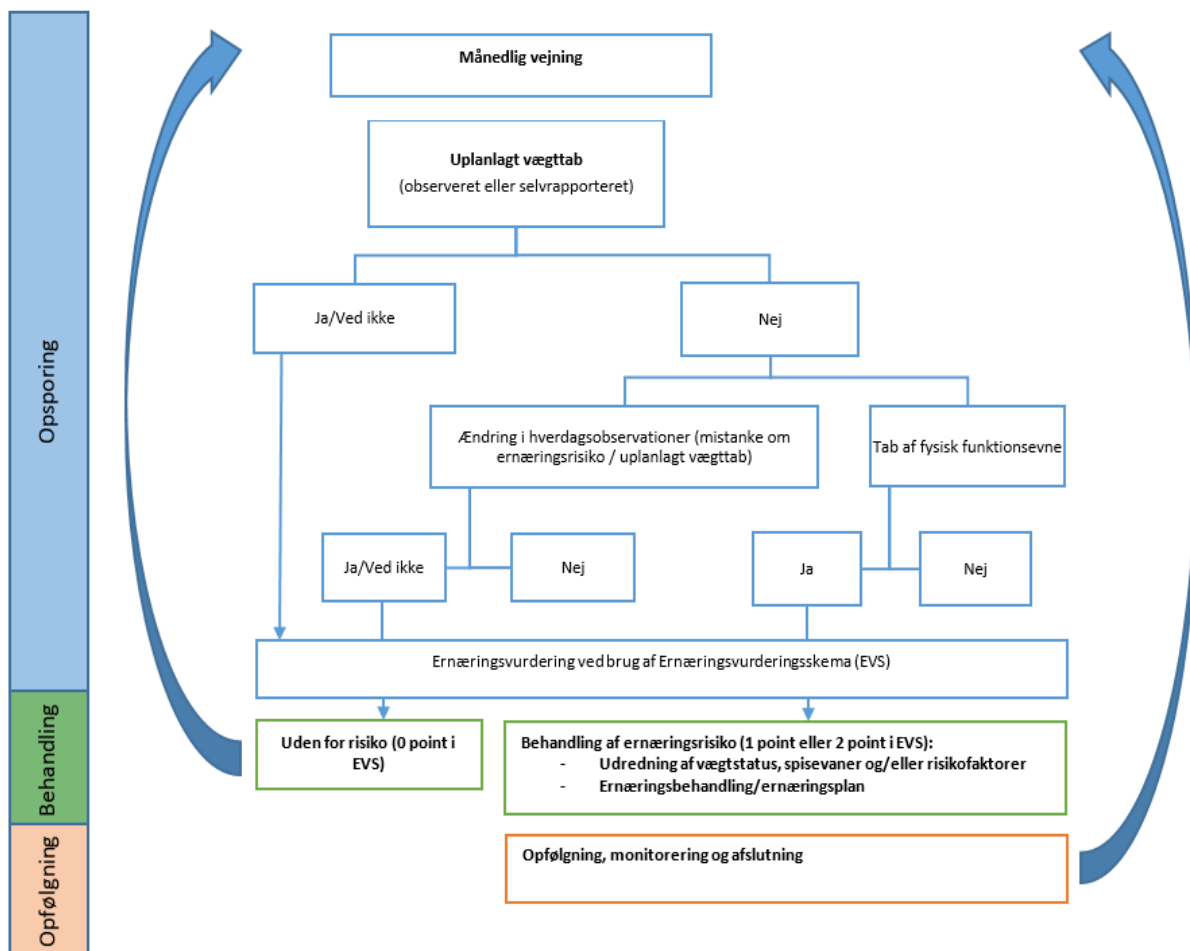 Opsporing
Behandling
Opfølgning
Månedlig vejning
Uplanlagt vægttab
(observeret eller selvrapporteret)
Ja/Ved ikke
Nej
Ændring i hverdagsobservationer (mistanke om
ernæringsrisiko / uplanlagt vægttab)
Tab af fysisk funktionsevne
Ja/Ved ikke
Nej
Ja
Nej
Ernæringsvurdering ved brug af Ernæringsvurderingsskema (EVS)
Uden for risiko (0 point i
EVS)
Behandling af ernæringsrisiko (1 point eller 2 point i EVS):
- Udredning af vægtstatus, spisevaner og/eller risikofaktorer
- Ernæringsbehandling/ernæringsplan
Opfølgning, monitorering og afslutning